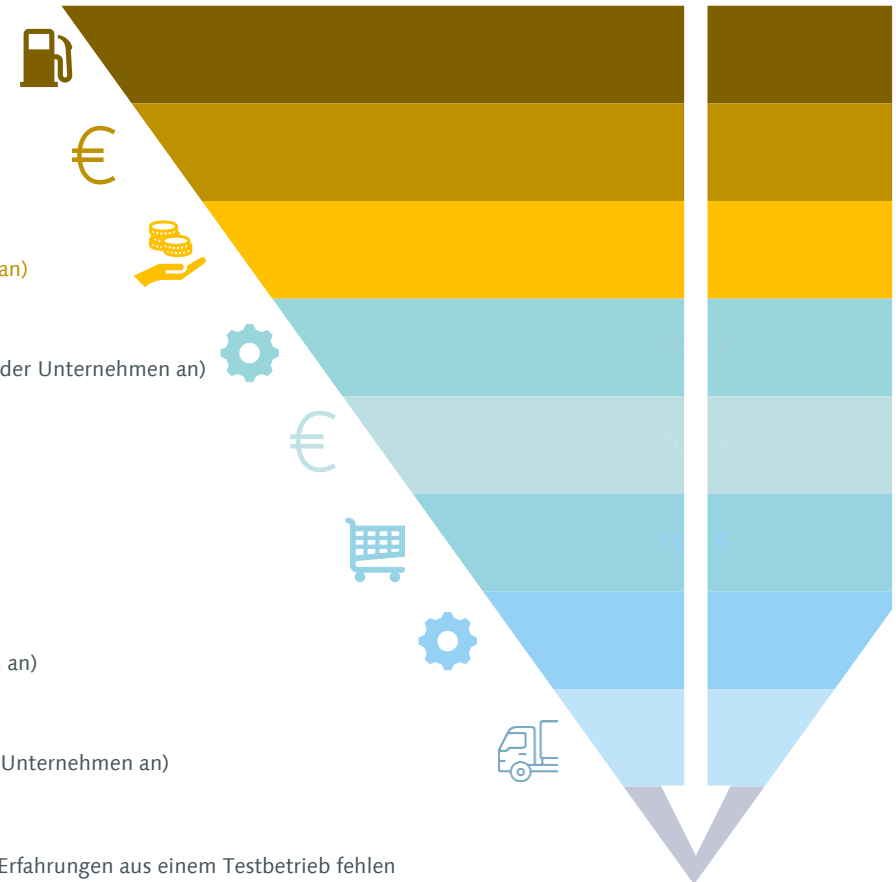 an)
der Unternehmen an)
an)
Unternehmen an)
Erfahrungen aus einem Testbetrieb fehlen